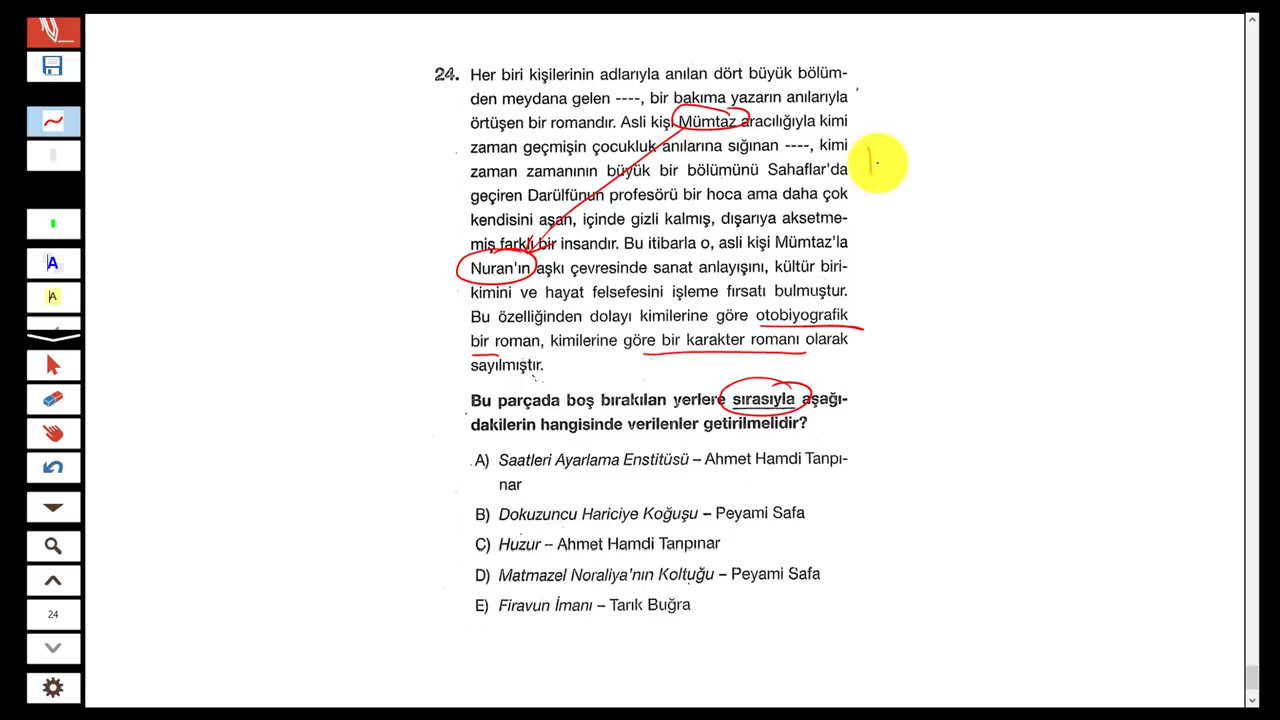 24. Her biri kişilerinin adlarıyla anılan dört büyük bölüm-
den meydana gelen ----, bir bakıma yazarın anılarıyla
örtüşen bir romandır. Asli kişi Mümtaz aracılığıyla kimi
zaman geçmişin çocukluk anılarına sığınan ----, kimi
zaman zamanının büyük bir bölümünü Sahaflar'da
geçiren Darülfünun profesörü bir hoca ama daha çok
kendisini aşan, içinde gizli kalmış, dışarıya aksetme-
miş farklı bir insandır. Bu itibarla o, asli kişi Mümtaz'la
Nuran'ın aşkı çevresinde sanat anlayışını, kültür biri-
kimini ve hayat felsefesini işleme fırsatı bulmuştur.
Bu özelliğinden dolayı kimilerine göre otobiyografik
bir roman, kimilerine göre bir karakter romanı olarak
sayılmıştır.
Bu parçada boş bırakılan yerlere sırasıyla aşağı-
dakilerin hangisinde verilenler getirilmelidir?
A) Saatleri Ayarlama Enstitüsü – Ahmet Hamdi Tanpı-
nar
B) Dokuzuncu Hariciye Koğuşu – Peyami Safa
C) Huzur – Ahmet Hamdi Tanpınar
D) Matmazel Noraliya'nın Koltuğu – Peyami Safa
E) Firavun İmanı – Tarık Buğra
A
A
24